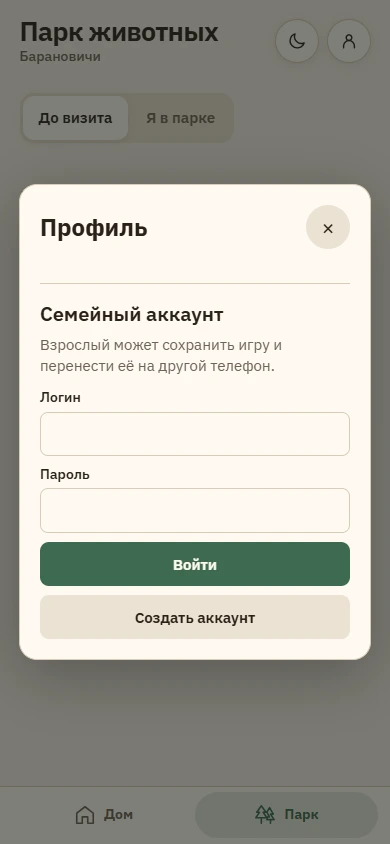 Парк животных
Барановичи
До визита
Я в парке
Профиль
×
Семейный аккаунт
Взрослый может сохранить игру и
перенести её на другой телефон.
Логин
Пароль
Войти
Создать аккаунт
Дом
Парк